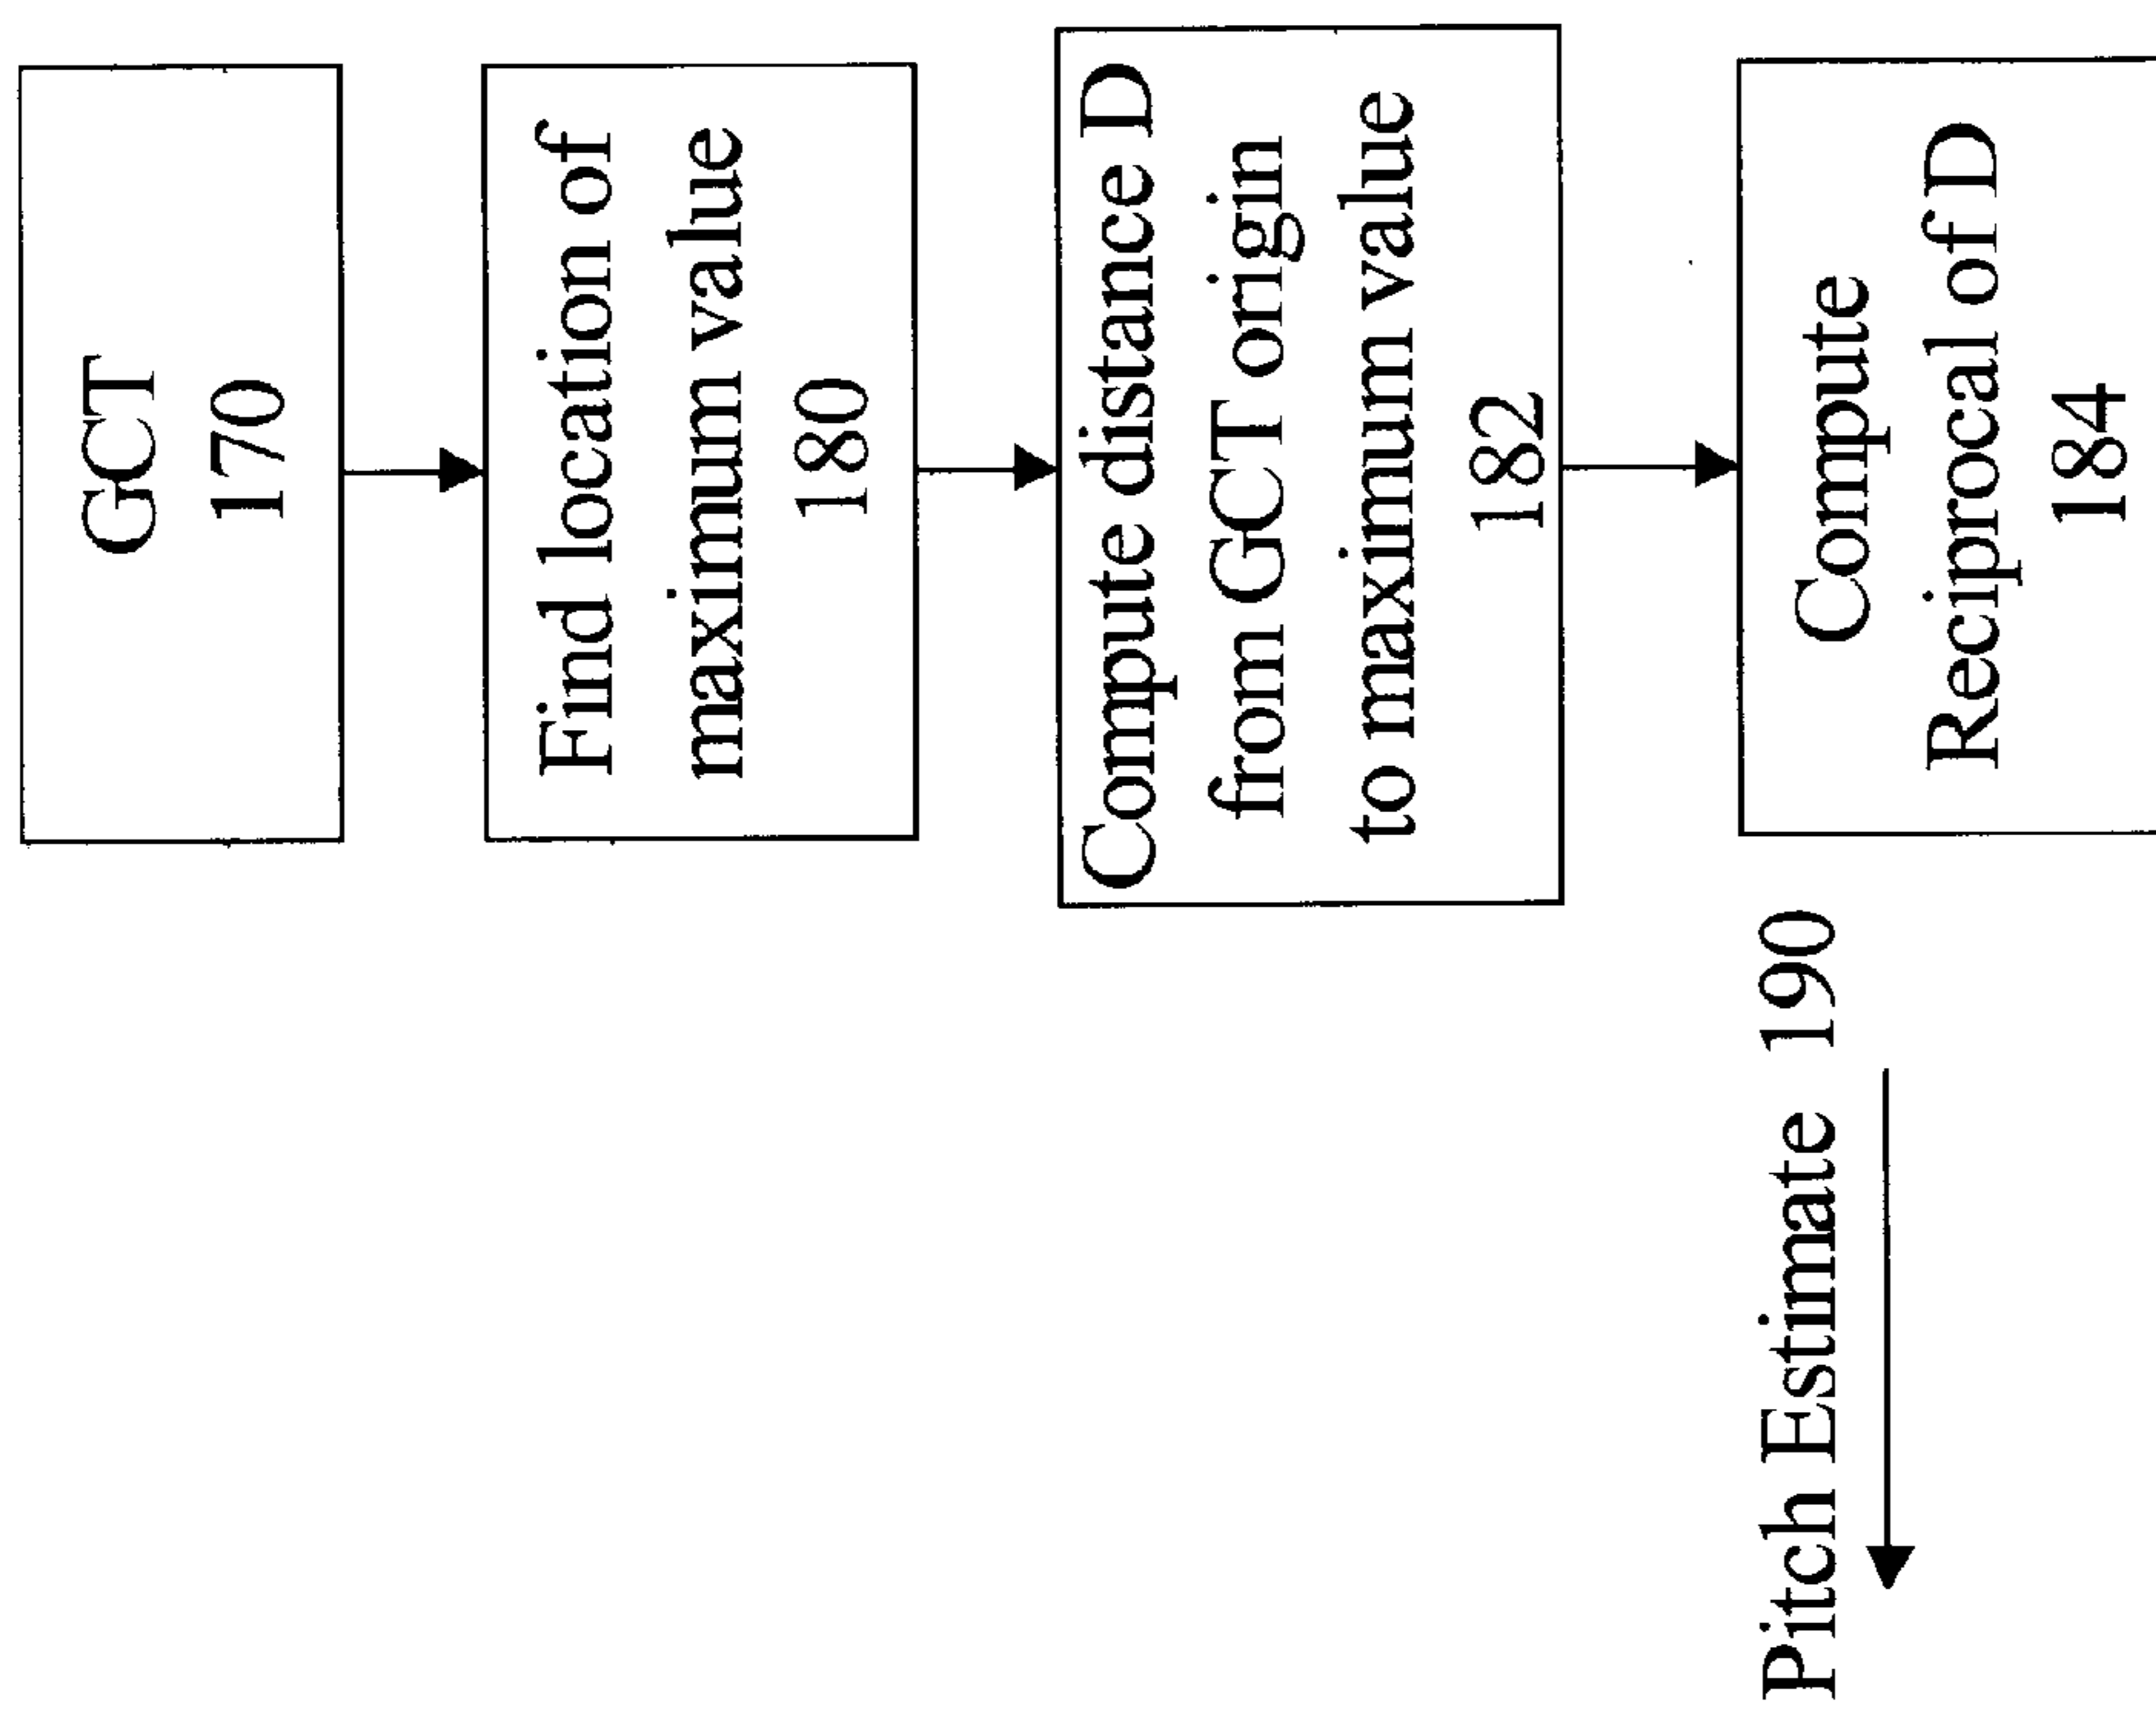 GCT
170
Find location of
maximum value
180
Compute distance D
from GCT origin
to maximum value
182
Compute
Reciprocal of D
184
Pitch Estimate 190